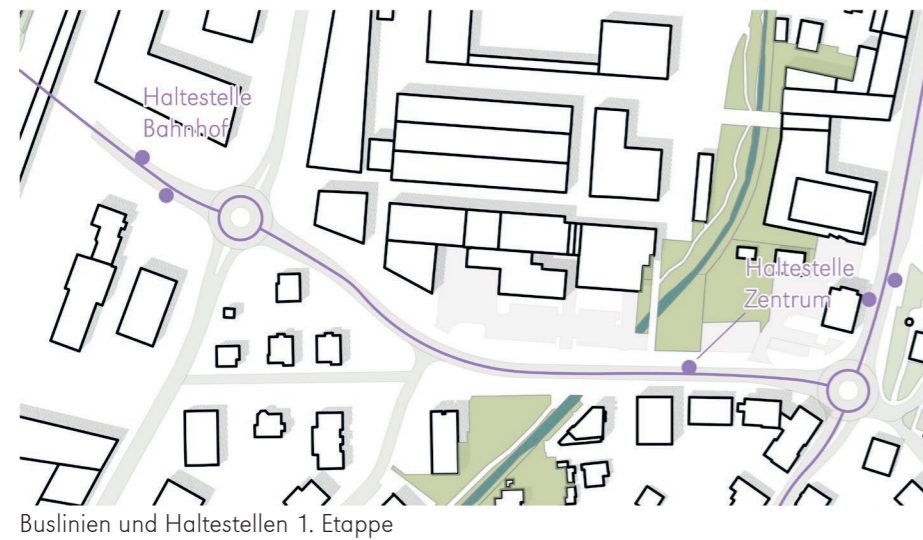 Haltestelle
Bahnhof
Haltestelle
Zentrum
Buslinien und Haltestellen 1. Etappe